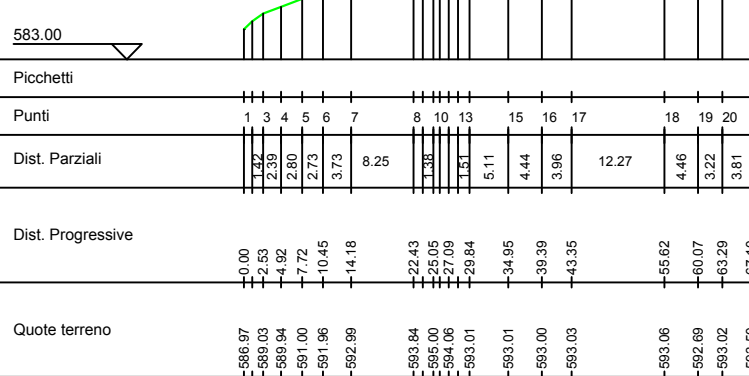 583.00
Picchetti
Punti 1 3 4 5 6 7 8 10 13 15 16 17 18 19 20
Dist. Parziali 1.42 2.39 2.80 2.73 3.73 8.25 1.38 1.51 5.11 4.44 3.96 12.27 4.46 3.22 3.81
Dist. Progressive 0.00 2.53 4.92 7.72 10.45 14.18 22.43 25.05 27.09 29.84 34.95 39.39 43.35 55.62 60.07 63.29
Quote terreno 586.97 589.03 589.94 591.00 591.96 592.99 593.84 595.00 594.06 593.01 593.01 593.00 593.03 593.06 592.69 593.02